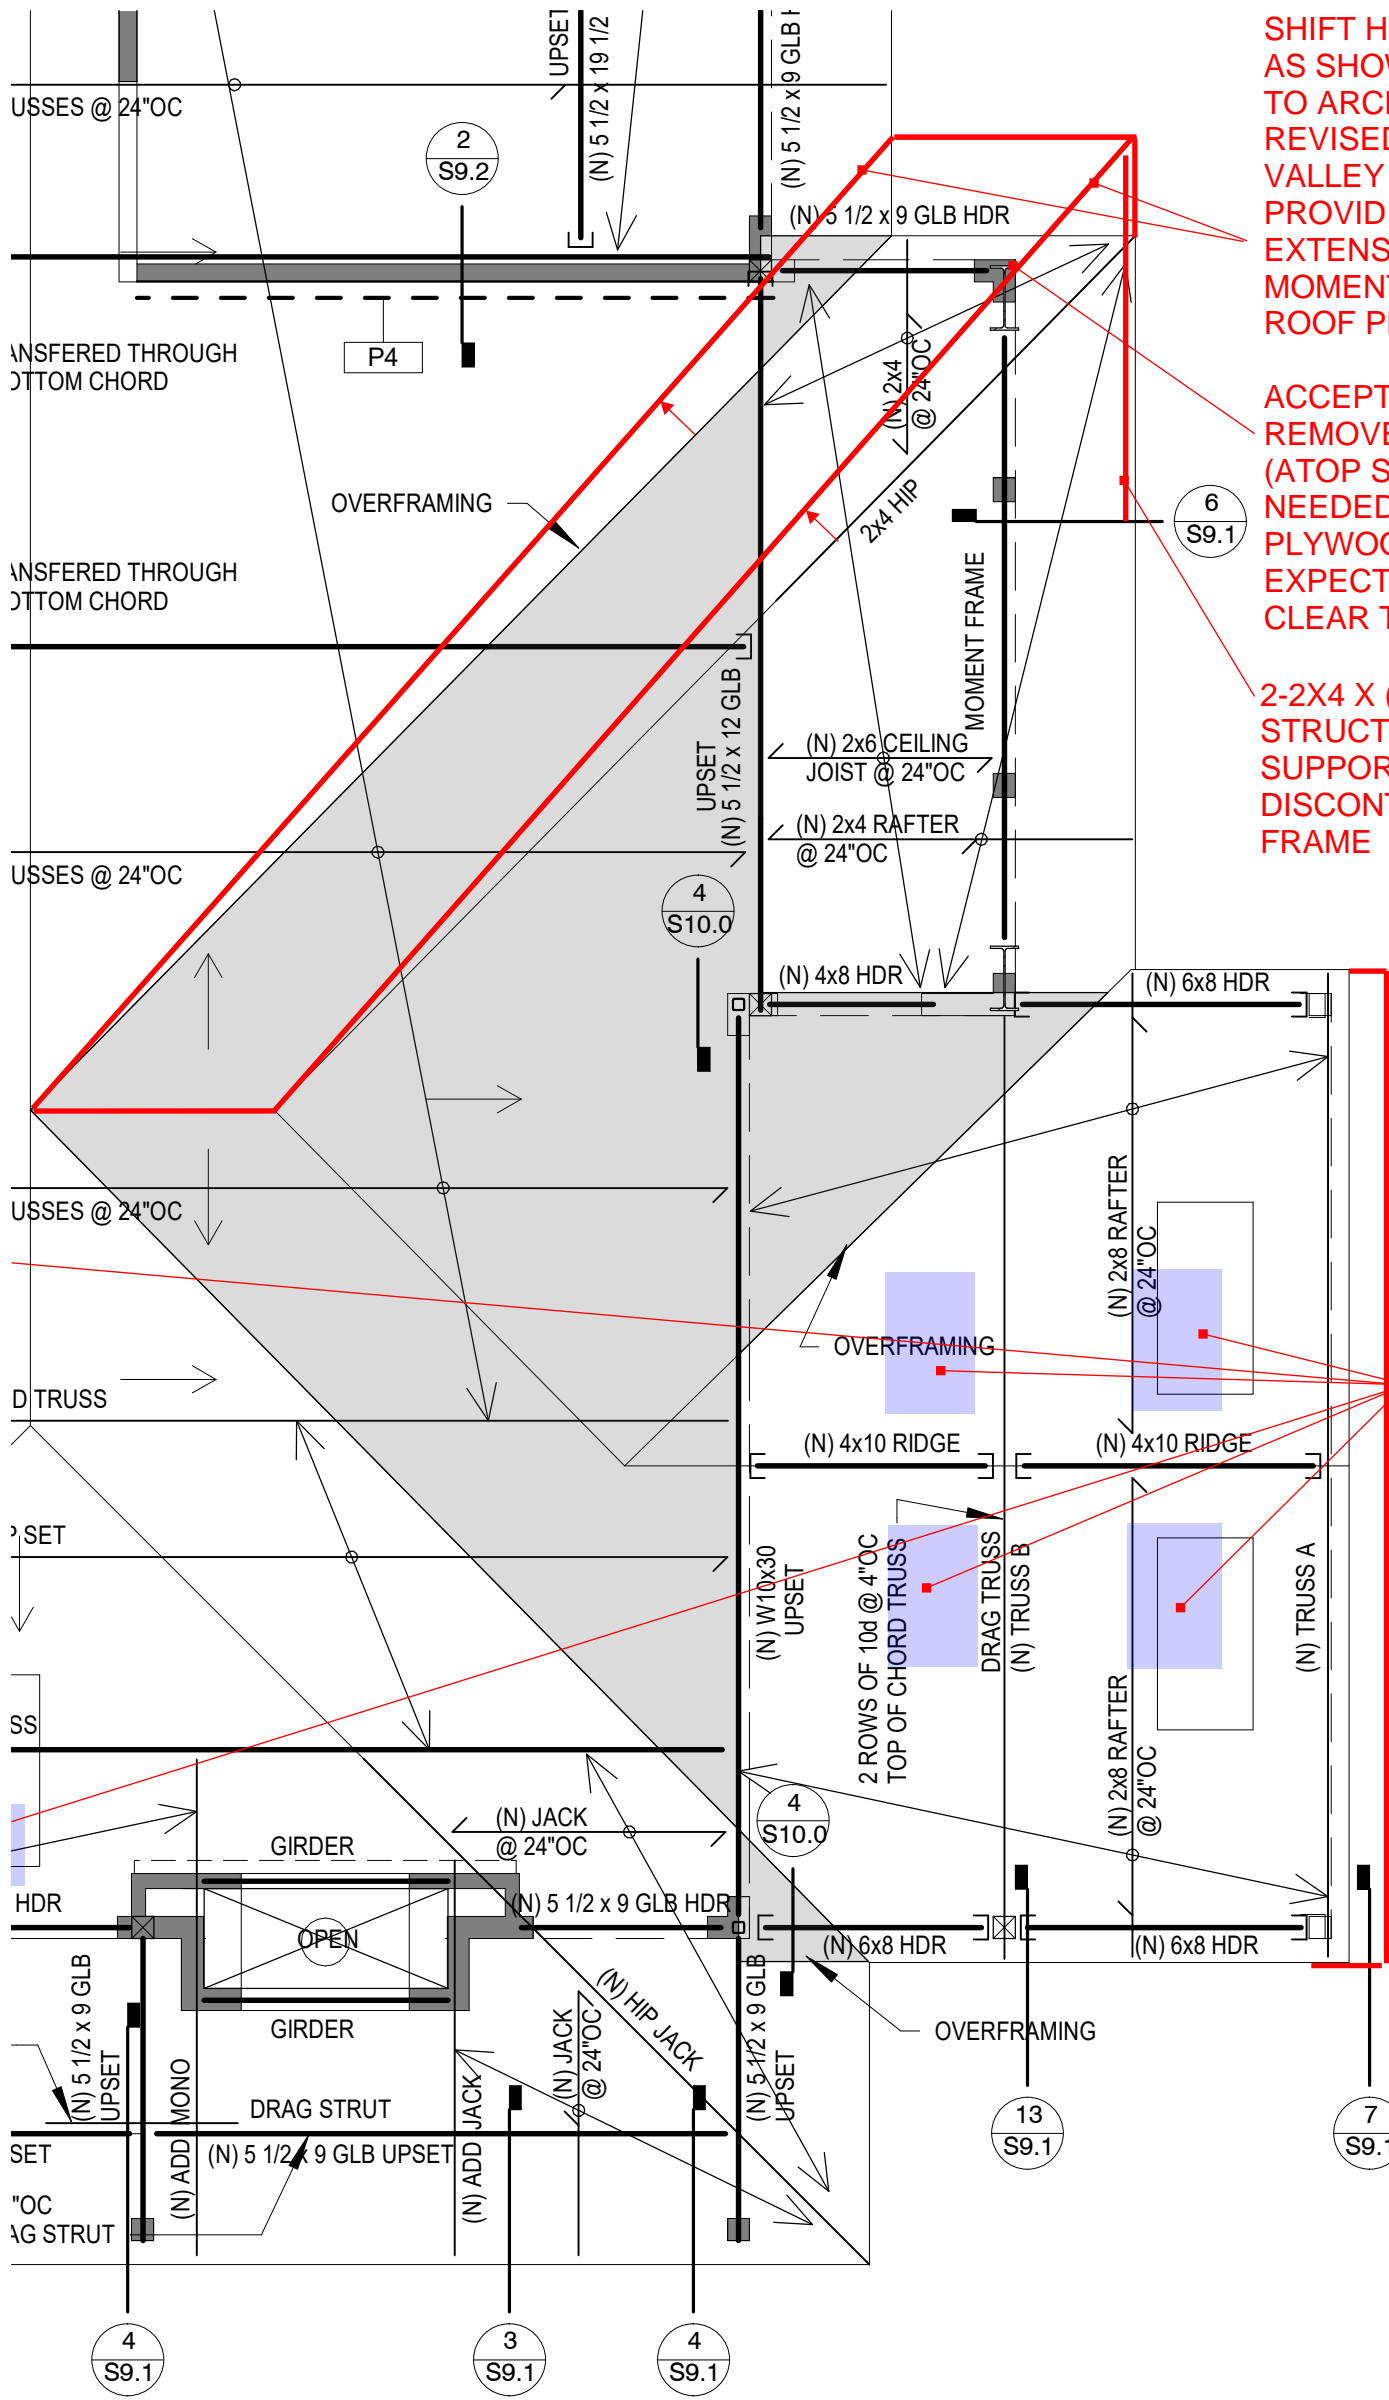 UPSET
(N) 5 1/2 x 19 1/2
(N) 5 1/2 x 9 GLB
USSES @ 24"OC
2
S9.2
SHIFT H
AS SHOW
TO ARCH
REVISED
VALLEY
PROVID
EXTENS
MOMENT
ROOF P
(N) 5 1/2 x 9 GLB HDR
ANSFERED THROUGH
OTTOM CHORD
P4
(N) 2x4
@ 24"OC
ACCEPT
REMOVE
(ATOP S
NEEDED
PLYWOO
EXPECT
CLEAR T
OVERFRAMING
2x4 HIP
6
S9.1
ANSFERED THROUGH
OTTOM CHORD
MOMENT FRAME
2-2X4 X (
STRUCT
SUPPOR
DISCONT
FRAME
UPSET
(N) 5 1/2 x 12 GLB
(N) 2x6 CEILING
JOIST @ 24"OC
(N) 2x4 RAFTER
@ 24"OC
USSES @ 24"OC
4
S10.0
(N) 4x8 HDR
(N) 6x8 HDR
USSES @ 24"OC
(N) 2x8 RAFTER
@ 24"OC
OVERFRAMING
D TRUSS
(N) 4x10 RIDGE
(N) 4x10 RIDGE
PSET
(N) W10x30
UPSET
2 ROWS OF 10d @ 4"OC
TOP OF CHORD TRUSS
DRAG TRUSS
(N) TRUSS B
(N) TRUSS A
SS
(N) 2x8 RAFTER
@ 24"OC
(N) JACK
@ 24"OC
4
S10.0
GIRDER
HDR
(N) 5 1/2 x 9 GLB HDR
OPEN
(N) 6x8 HDR
(N) 6x8 HDR
GIRDER
(N) 5 1/2 x 9 GLB
UPSET
(N) HIP JACK
(N) JACK
@ 24"OC
(N) 5 1/2 x 9 GLB
UPSET
OVERFRAMING
(N) ADD MONO
DRAG STRUT
(N) ADD JACK
SET
(N) 5 1/2 x 9 GLB UPSET
13
S9.1
7
S9.1
"OC
AG STRUT
4
S9.1
3
S9.1
4
S9.1